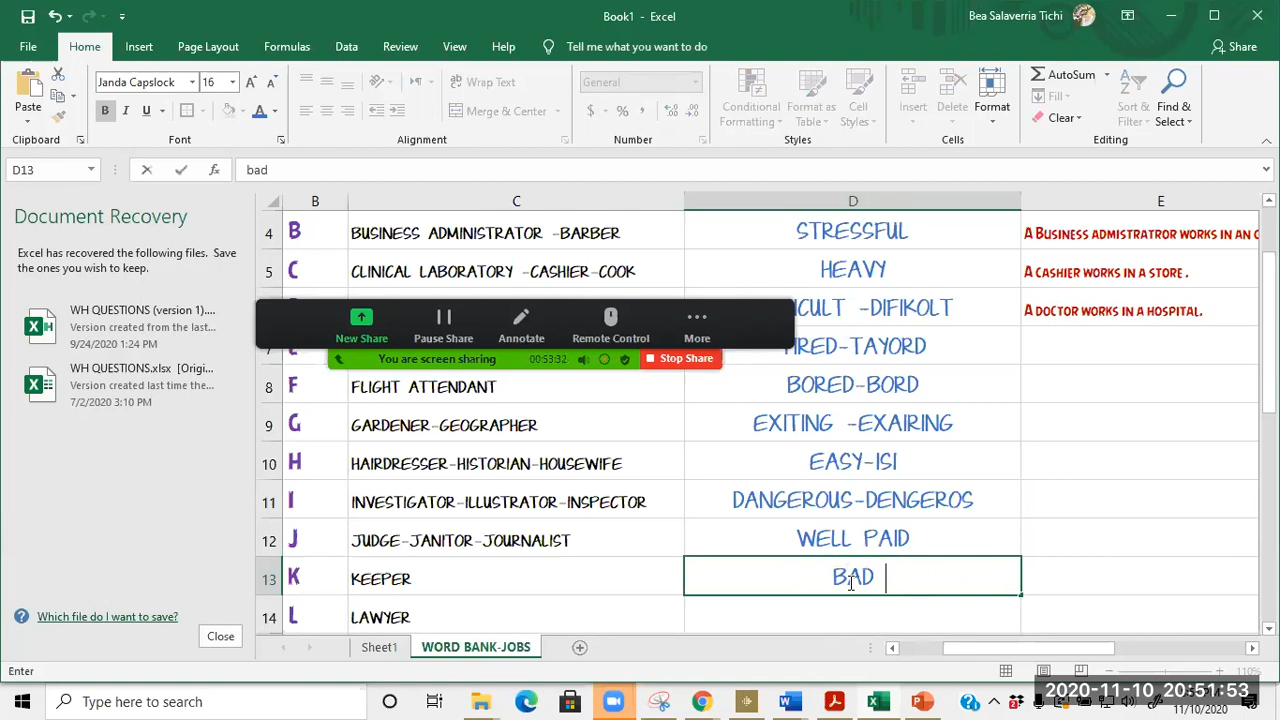 Book1 - Excel
Bea Salaverria Tichi
File Home Insert Page Layout Formulas Data Review View Help Tell me what you want to do Share
Paste
Janda Capslock 16
B I U
Wrap Text
Merge & Center
General
$ %
Conditional Formatting
Format as Table
Cell Styles
Insert Delete Format
AutoSum
Fill
Clear
Sort & Filter
Find & Select
Clipboard Font Alignment Number Styles Cells Editing
D13 fx bad
Document Recovery
Excel has recovered the following files. Save
the ones you wish to keep.
WH QUESTIONS (version 1)....
Version created from the last...
9/24/2020 1:24 PM
WH QUESTIONS.xlsx [Origi...
Version created last time the...
7/2/2020 3:10 PM
Which file do I want to save?
Close
B C D E
4 B BUSINESS ADMINISTRATOR -BARBER STRESSFUL A BUSINESS ADMISTRATROR WORKS IN AN
5 C CLINICAL LABORATORY -CASHIER-COOK HEAVY A CASHIER WORKS IN A STORE .
ICULT -DIFIKOLT A DOCTOR WORKS IN A HOSPITAL.
New Share Pause Share Annotate Remote Control More
IRED-TAYORD
You are screen sharing 00:53:32 Stop Share
8 F FLIGHT ATTENDANT BORED-BORD
9 G GARDENER-GEOGRAPHER EXITING -EXAIRING
10 H HAIRDRESSER-HISTORIAN-HOUSEWIFE EASY-ISI
11 I INVESTIGATOR-ILLUSTRATOR-INSPECTOR DANGEROUS-DENGEROS
12 J JUDGE-JANITOR-JOURNALIST WELL PAID
13 K KEEPER BAD
14 L LAWYER
Sheet1 WORD BANK-JOBS
Enter 110%
Type here to search
2020-11-10 20:51:53
11/10/2020